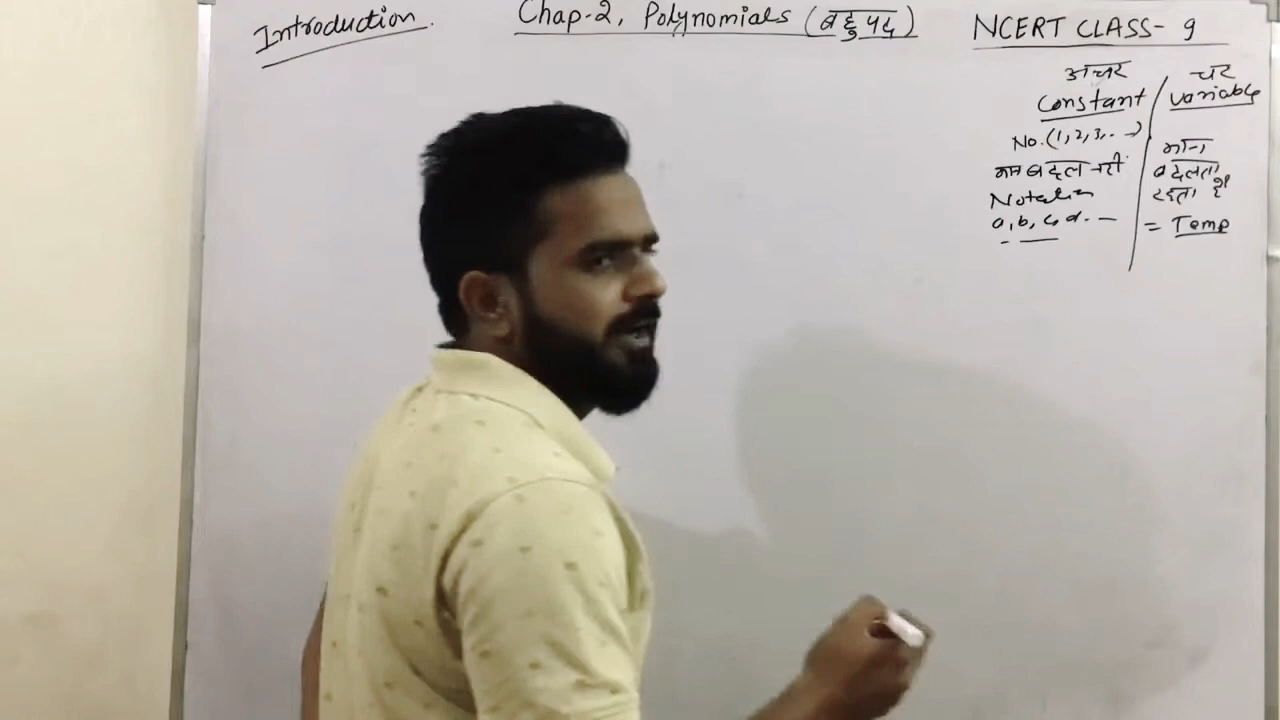 Introduction.
Chap-2, Polynomials (बहुपद)
NCERT CLASS- 9
अचर
Constant
No. (1, 2, 3, . . -)
मान बदल नहीं
Notation
a, b, c, d - —
चर
Variable
मान
बदलता
रहता है
= Temp